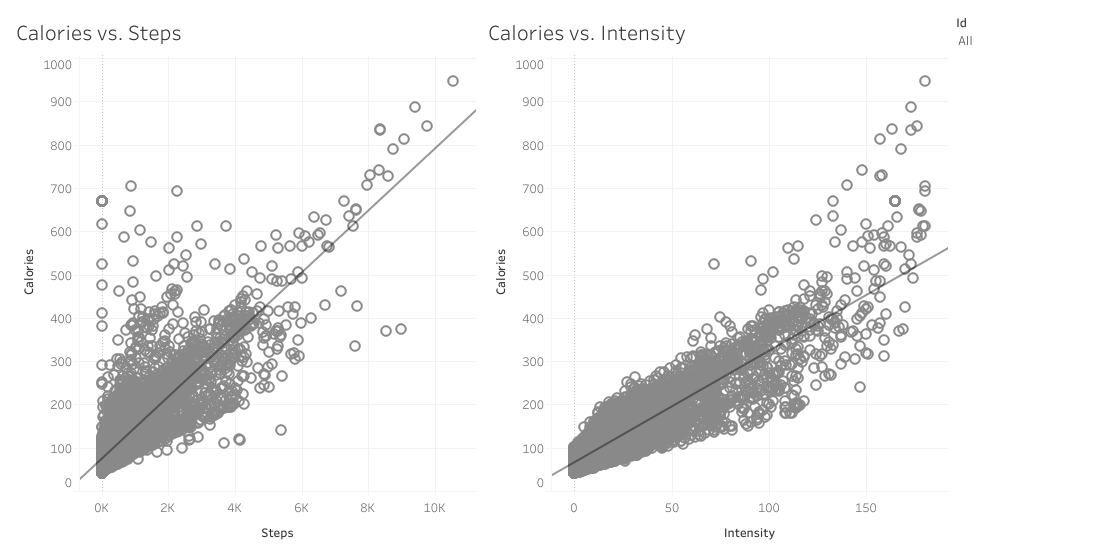 Calories vs. Steps
1000
900
800
700
600
500
400
300
200
100
0
Calories
0K 2K 4K 6K 8K 10K
Steps
Calories vs. Intensity
1000
900
800
700
600
500
400
300
200
100
0
Calories
0 50 100 150
Intensity
Id
All